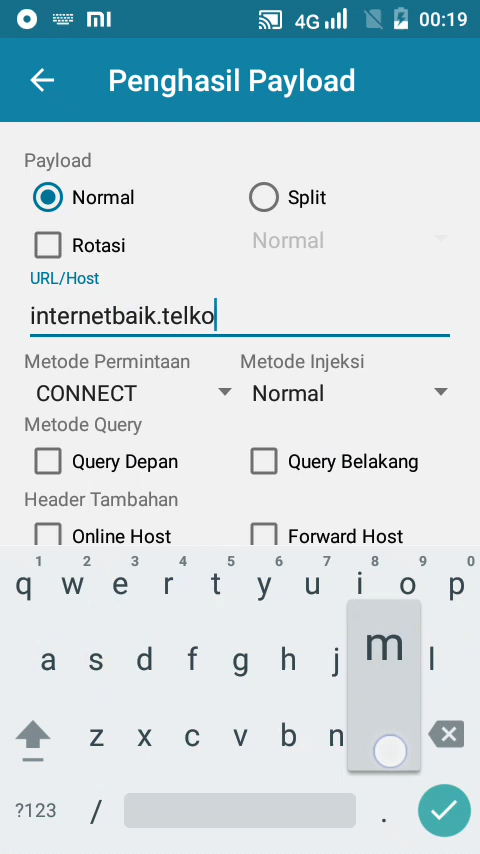 4G 00:19
Penghasil Payload
Payload
Normal Split
Rotasi Normal
URL/Host
internetbaik.telko
Metode Permintaan Metode Injeksi
CONNECT Normal
Metode Query
Query Depan Query Belakang
Header Tambahan
Online Host Forward Host
1 2 3 4 5 6 7 8 9 0
q w e r t y u i o p
a s d f g h j l
m
z x c v b n
?123 / .